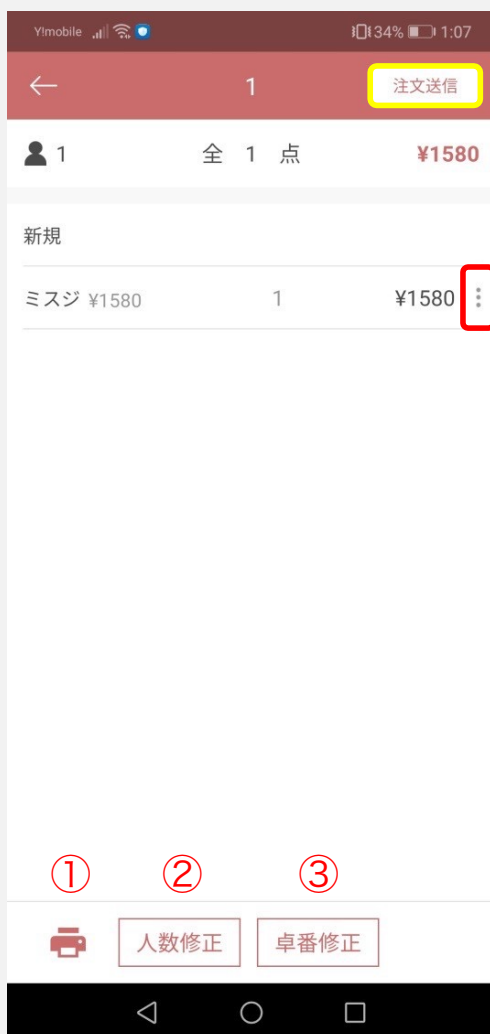 Y!mobile 34% 1:07
1 注文送信
1 全 1 点 ¥1580
新規
ミスジ ¥1580 1 ¥1580
① ② ③
人数修正 卓番修正